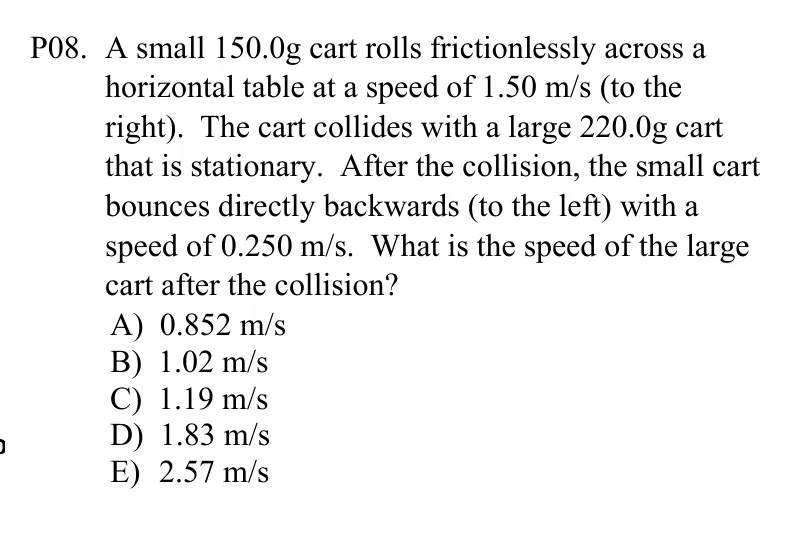 P08. A small 150.0g cart rolls frictionlessly across a
horizontal table at a speed of 1.50 m/s (to the
right). The cart collides with a large 220.0g cart
that is stationary. After the collision, the small cart
bounces directly backwards (to the left) with a
speed of 0.250 m/s. What is the speed of the large
cart after the collision?
A) 0.852 m/s
B) 1.02 m/s
C) 1.19 m/s
D) 1.83 m/s
E) 2.57 m/s